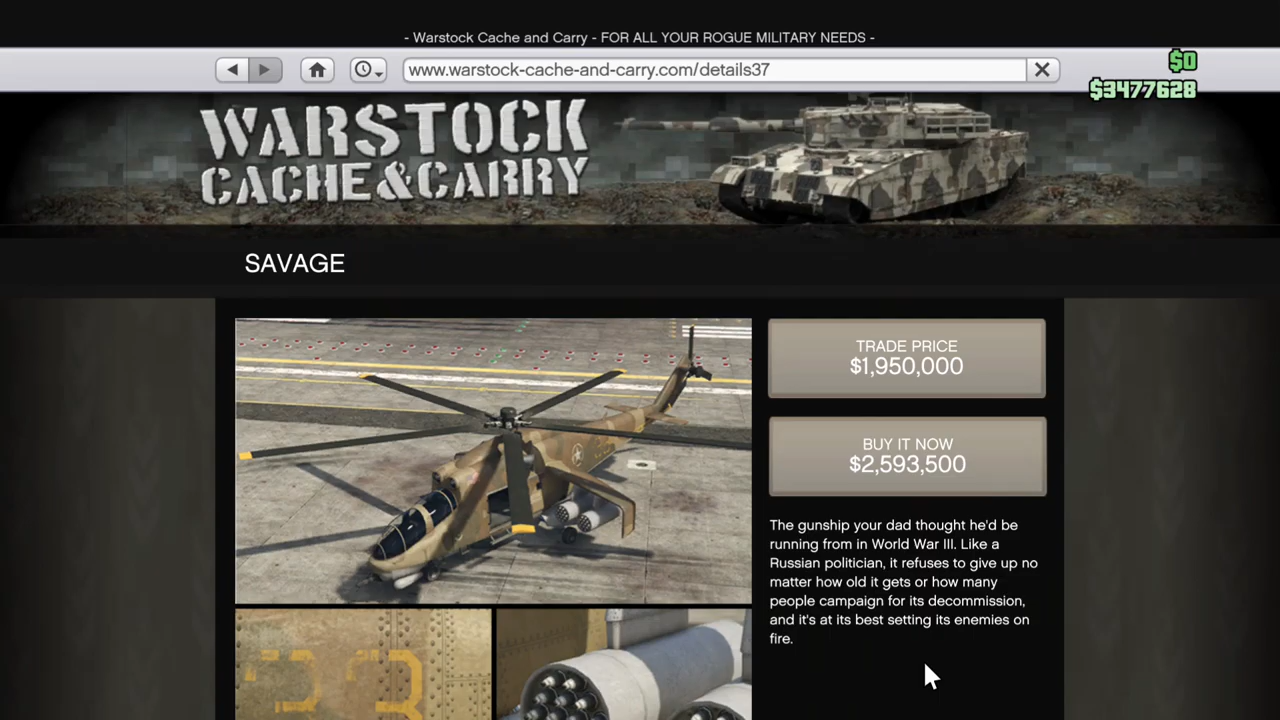 - Warstock Cache and Carry - FOR ALL YOUR ROGUE MILITARY NEEDS -
www.warstock-cache-and-carry.com/details37
$0
$3477628
WARSTOCK
CACHE&CARRY
SAVAGE
TRADE PRICE
$1,950,000
BUY IT NOW
$2,593,500
The gunship your dad thought he'd be
running from in World War III. Like a
Russian politician, it refuses to give up no
matter how old it gets or how many
people campaign for its decommission,
and it's at its best setting its enemies on
fire.